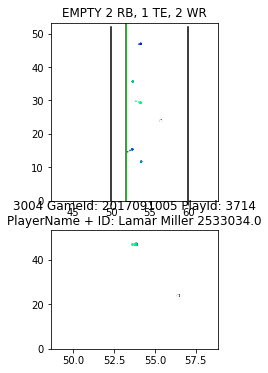 EMPTY 2 RB, 1 TE, 2 WR
50
40
30
20
10
0
45 50 55 60
3004 GameId: 2017091005 PlayId: 3714
PlayerName + ID: Lamar Miller 2533034.0
40
20
0
50.0 52.5 55.0 57.5